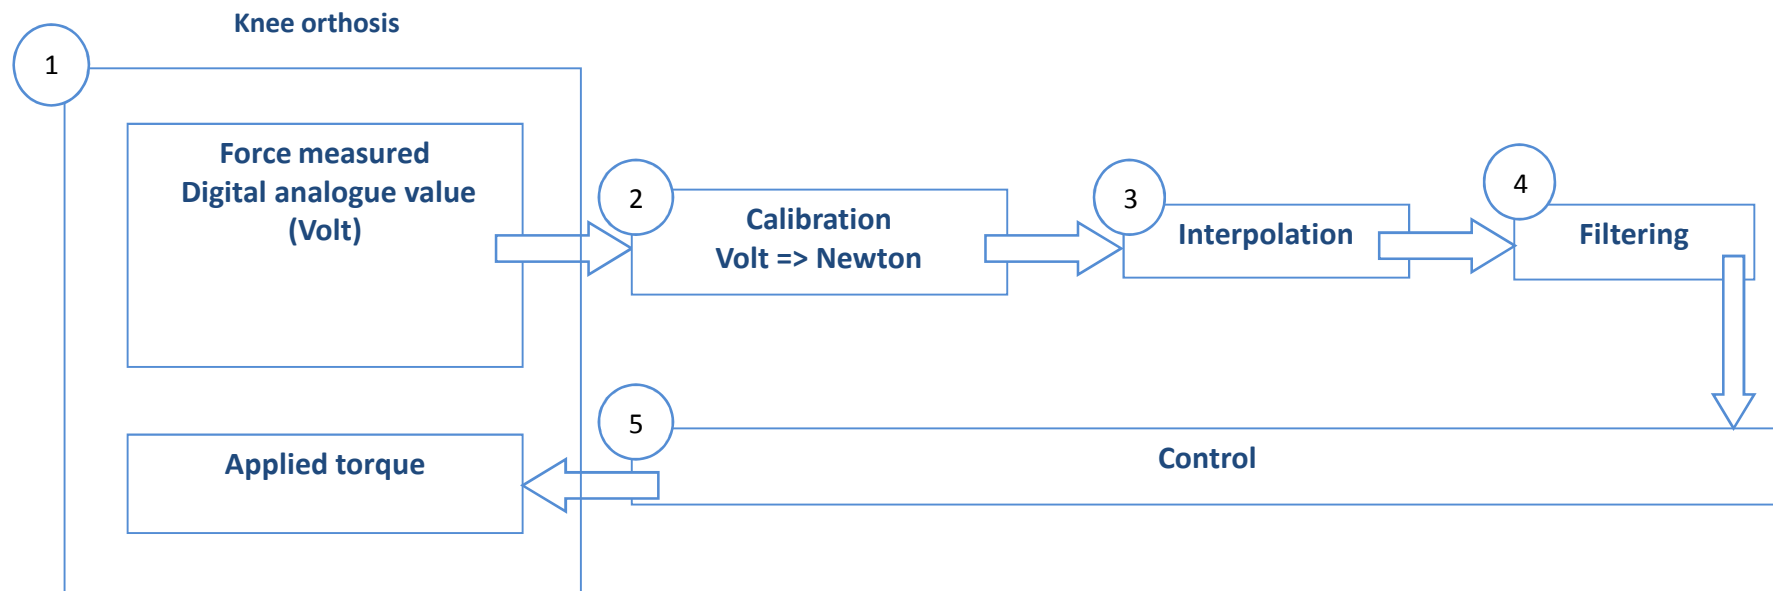 Knee orthosis
1
Force measured
Digital analogue value
(Volt)
2
Calibration
Volt => Newton
3
Interpolation
4
Filtering
5
Control
Applied torque